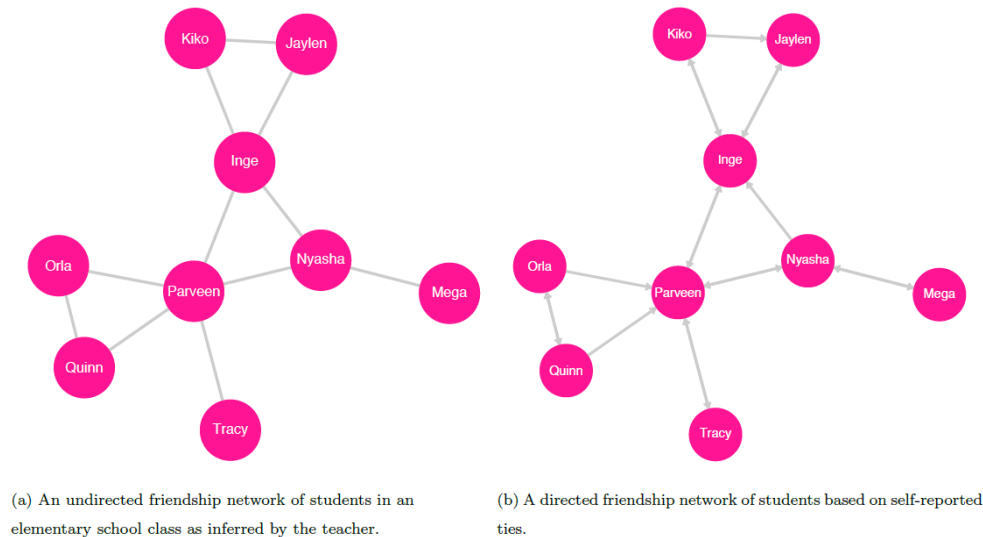 Kiko
Jaylen
Inge
Orla
Parveen
Nyasha
Mega
Quinn
Tracy
(a) An undirected friendship network of students in an
elementary school class as inferred by the teacher.
Kiko
Jaylen
Inge
Orla
Parveen
Nyasha
Mega
Quinn
Tracy
(b) A directed friendship network of students based on self-reported
ties.